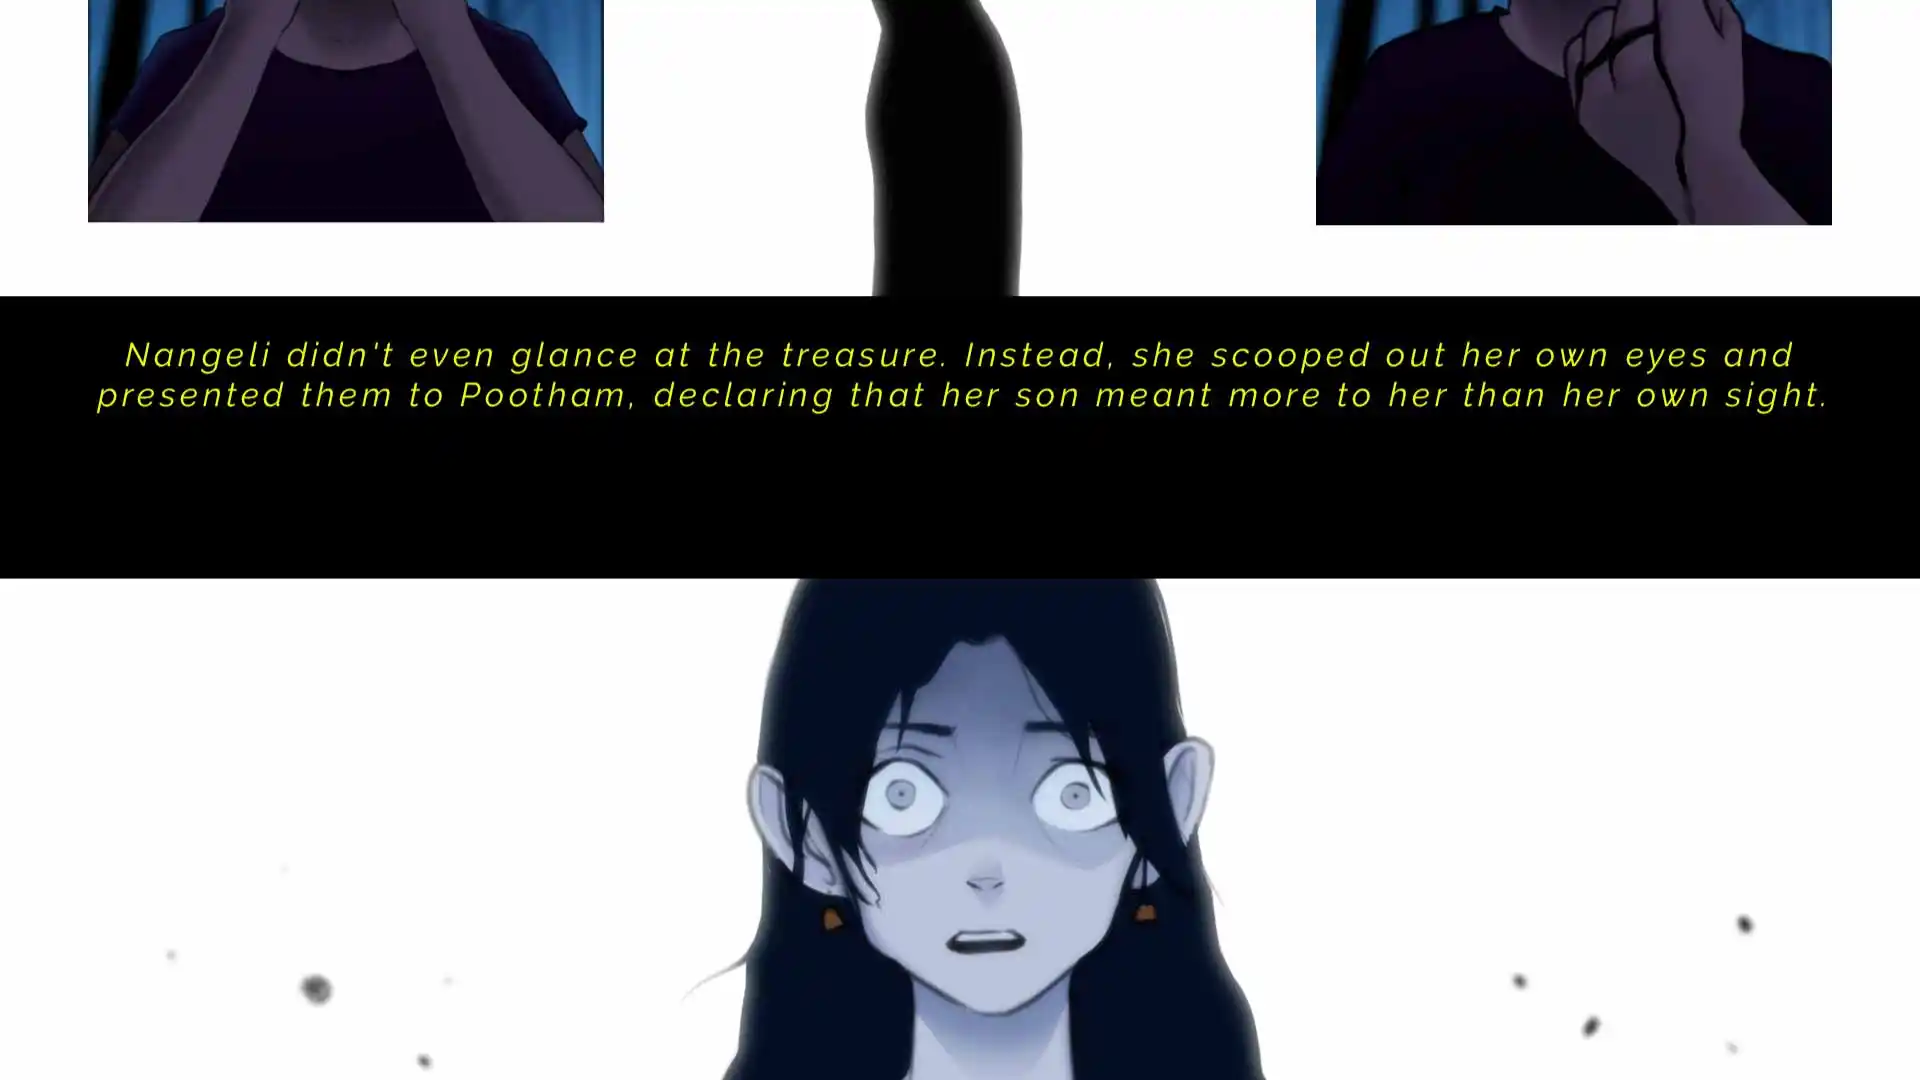 Nangeli didn't even glance at the treasure. Instead, she scooped out her own eyes and
presented them to Pootham, declaring that her son meant more to her than her own sight.